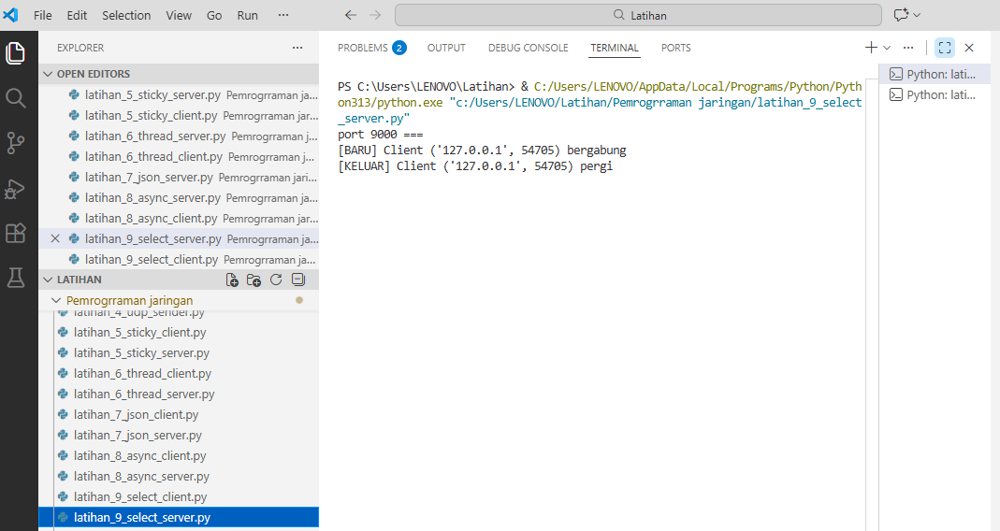 File Edit Selection View Go Run ··· Latihan
EXPLORER ···
OPEN EDITORS
latihan_5_sticky_server.py Pemrogrraman ja...
latihan_5_sticky_client.py Pemrogrraman jar...
latihan_6_thread_server.py Pemrogrraman j...
latihan_6_thread_client.py Pemrogrraman ja...
latihan_7_json_server.py Pemrogrraman jari...
latihan_8_async_server.py Pemrogrraman ja...
latihan_8_async_client.py Pemrogrraman jar...
latihan_9_select_server.py Pemrogrraman ja...
latihan_9_select_client.py Pemrogrraman ja...
LATIHAN
Pemrogrraman jaringan
latihan_4_udp_sender.py
latihan_5_sticky_client.py
latihan_5_sticky_server.py
latihan_6_thread_client.py
latihan_6_thread_server.py
latihan_7_json_client.py
latihan_7_json_server.py
latihan_8_async_client.py
latihan_8_async_server.py
latihan_9_select_client.py
latihan_9_select_server.py
PROBLEMS 2 OUTPUT DEBUG CONSOLE TERMINAL PORTS ···
PS C:\Users\LENOVO\Latihan> & C:/Users/LENOVO/AppData/Local/Programs/Python/Pyth
on313/python.exe "c:/Users/LENOVO/Latihan/Pemrogrraman jaringan/latihan_9_select
_server.py"
port 9000 ===
[BARU] Client ('127.0.0.1', 54705) bergabung
[KELUAR] Client ('127.0.0.1', 54705) pergi
Python: lati...
Python: lati...